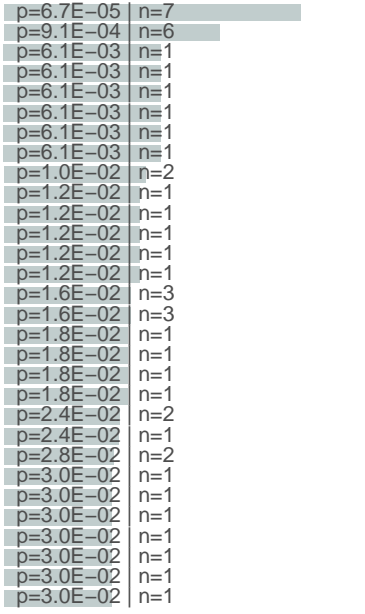 p=6.7E−05 n=7
p=9.1E−04 n=6
p=6.1E−03 n=1
p=6.1E−03 n=1
p=6.1E−03 n=1
p=6.1E−03 n=1
p=6.1E−03 n=1
p=6.1E−03 n=1
p=1.0E−02 n=2
p=1.2E−02 n=1
p=1.2E−02 n=1
p=1.2E−02 n=1
p=1.2E−02 n=1
p=1.2E−02 n=1
p=1.6E−02 n=3
p=1.6E−02 n=3
p=1.8E−02 n=1
p=1.8E−02 n=1
p=1.8E−02 n=1
p=1.8E−02 n=1
p=2.4E−02 n=2
p=2.4E−02 n=1
p=2.8E−02 n=2
p=3.0E−02 n=1
p=3.0E−02 n=1
p=3.0E−02 n=1
p=3.0E−02 n=1
p=3.0E−02 n=1
p=3.0E−02 n=1
p=3.0E−02 n=1